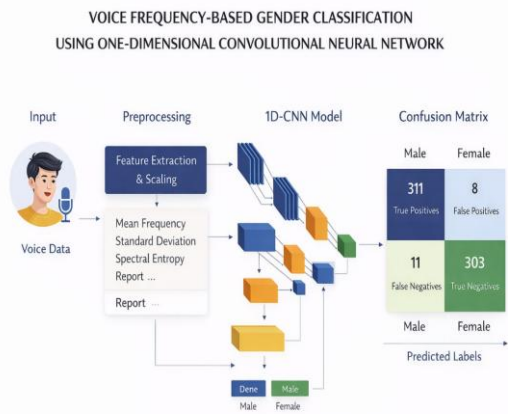 VOICE FREQUENCY-BASED GENDER CLASSIFICATION
USING ONE-DIMENSIONAL CONVOLUTIONAL NEURAL NETWORK
Input
Voice Data
Preprocessing
Feature Extraction
& Scaling
Mean Frequency
Standard Deviation
Spectral Entropy
Report ...
Report ...
1D-CNN Model
Dene
Male
Male
Female
Confusion Matrix
Male
Female
311
True Positives
8
False Positives
11
False Negatives
303
True Negatives
Male
Female
Predicted Labels